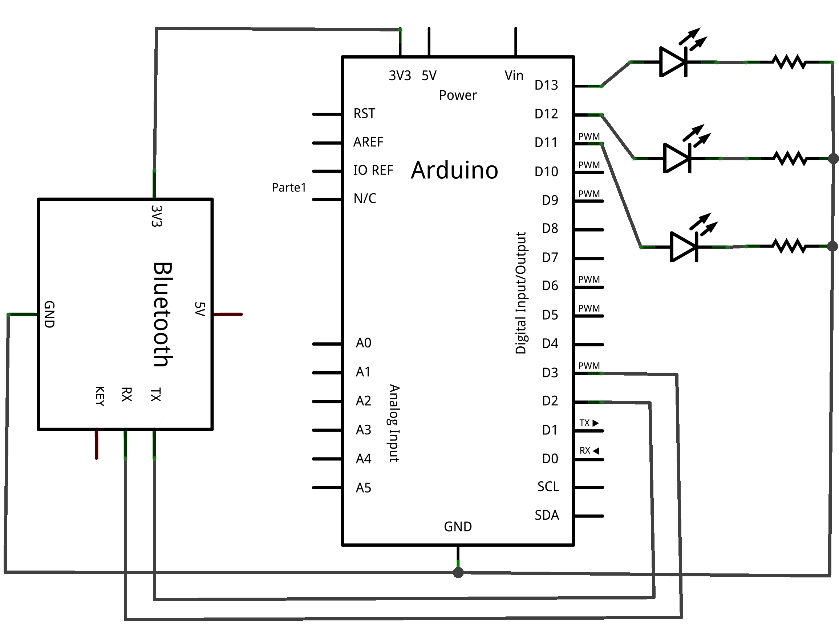 3V3 5V Vin
Power
D13
RST
D12
AREF
PWM
D11
IO REF
Arduino
PWM
D10
Parte1
N/C
PWM
D9
D8
D7
PWM
D6
PWM
D5
D4
Digital Input/Output
3V3
Bluetooth
GND
5V
KEY
RX
TX
A0
A1
A2
A3
A4
A5
Analog Input
PWM
D3
D2
TX
D1
RX
D0
SCL
SDA
GND